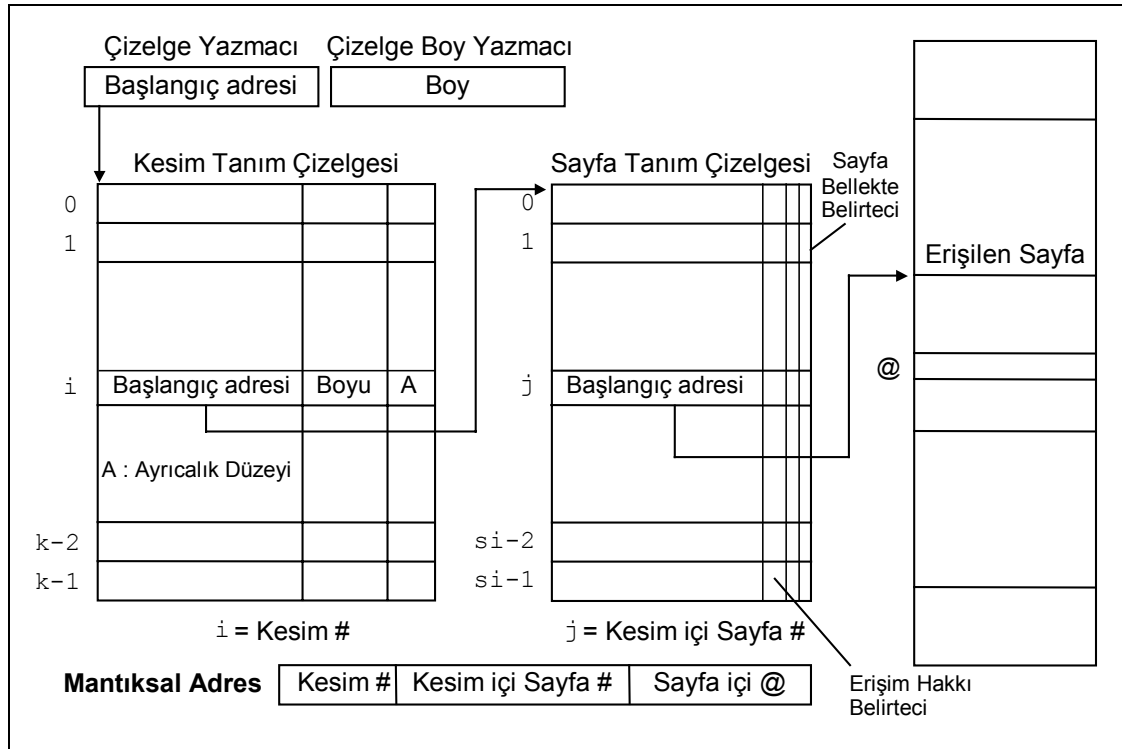 Çizelge Yazmacı Çizelge Boy Yazmacı
Başlangıç adresi Boy
Kesim Tanım Çizelgesi Sayfa Tanım Çizelgesi
Sayfa
Bellekte
Belirteci
0 0
1 1
Erişilen Sayfa
@
i Başlangıç adresi Boyu A j Başlangıç adresi
A : Ayrıcalık Düzeyi
k-2 si-2
k-1 si-1
i = Kesim # j = Kesim içi Sayfa #
Mantıksal Adres Kesim # Kesim içi Sayfa # Sayfa içi @
Erişim Hakkı
Belirteci